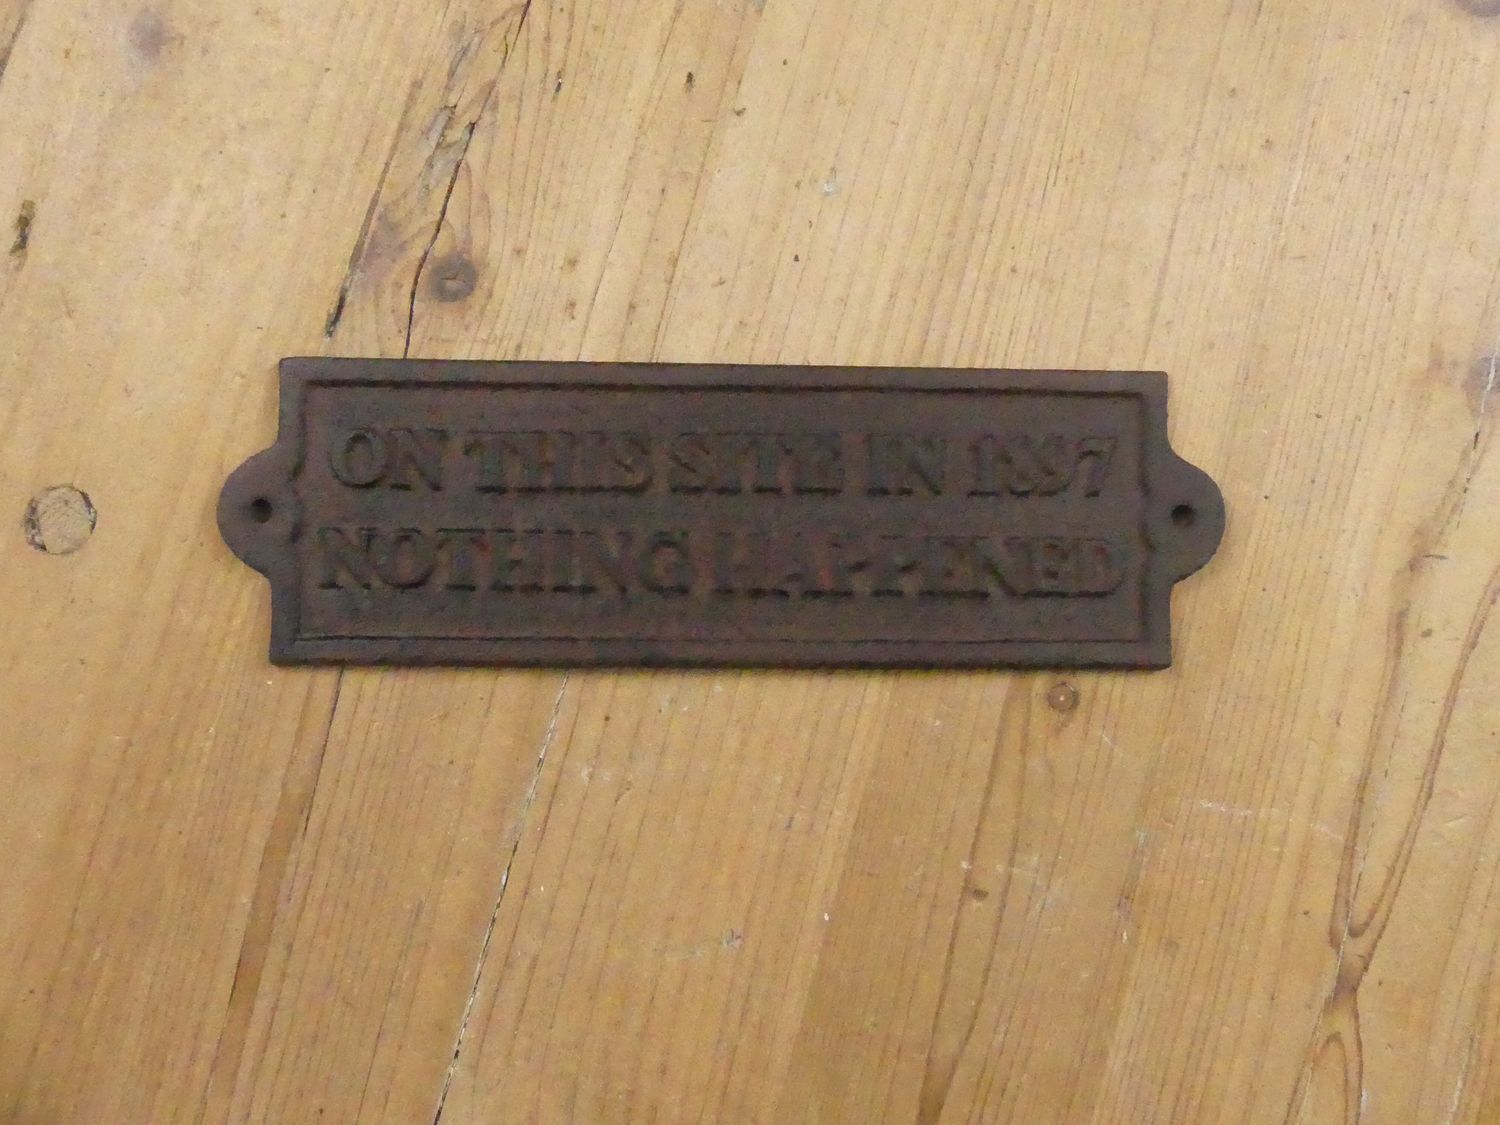 ON THIS SITE IN 1897
NOTHING HAPPENED